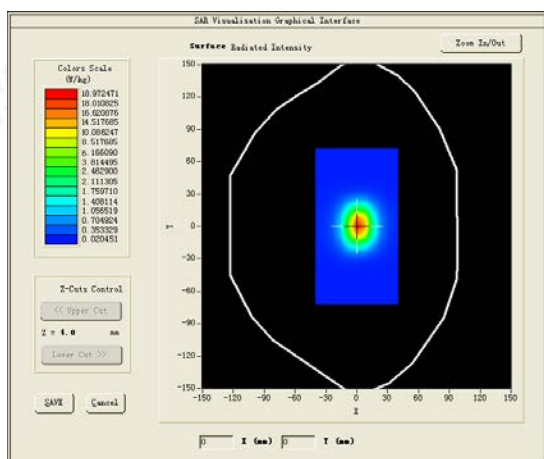 SAR Visualisation Graphical Interface
Surface Radiated Intensity
Zoom In/Out
Colors Scale
(W/kg)
18.972471
18.010825
16.620876
14.517685
10.086247
8.517685
6.166090
3.814495
2.462900
2.111305
1.759710
1.408114
1.056519
0.704924
0.353329
0.020451
Z-Cuts Control
<< Upper Cut
Z = 4.0 mm
Lower Cut >>
SAVE
Cancel
150
120
90
60
30
0
-30
-60
-90
-120
-150
Y
-150 -120 -90 -60 -30 0 30 60 90 120 150
X
0 X (mm) 0 Y (mm)